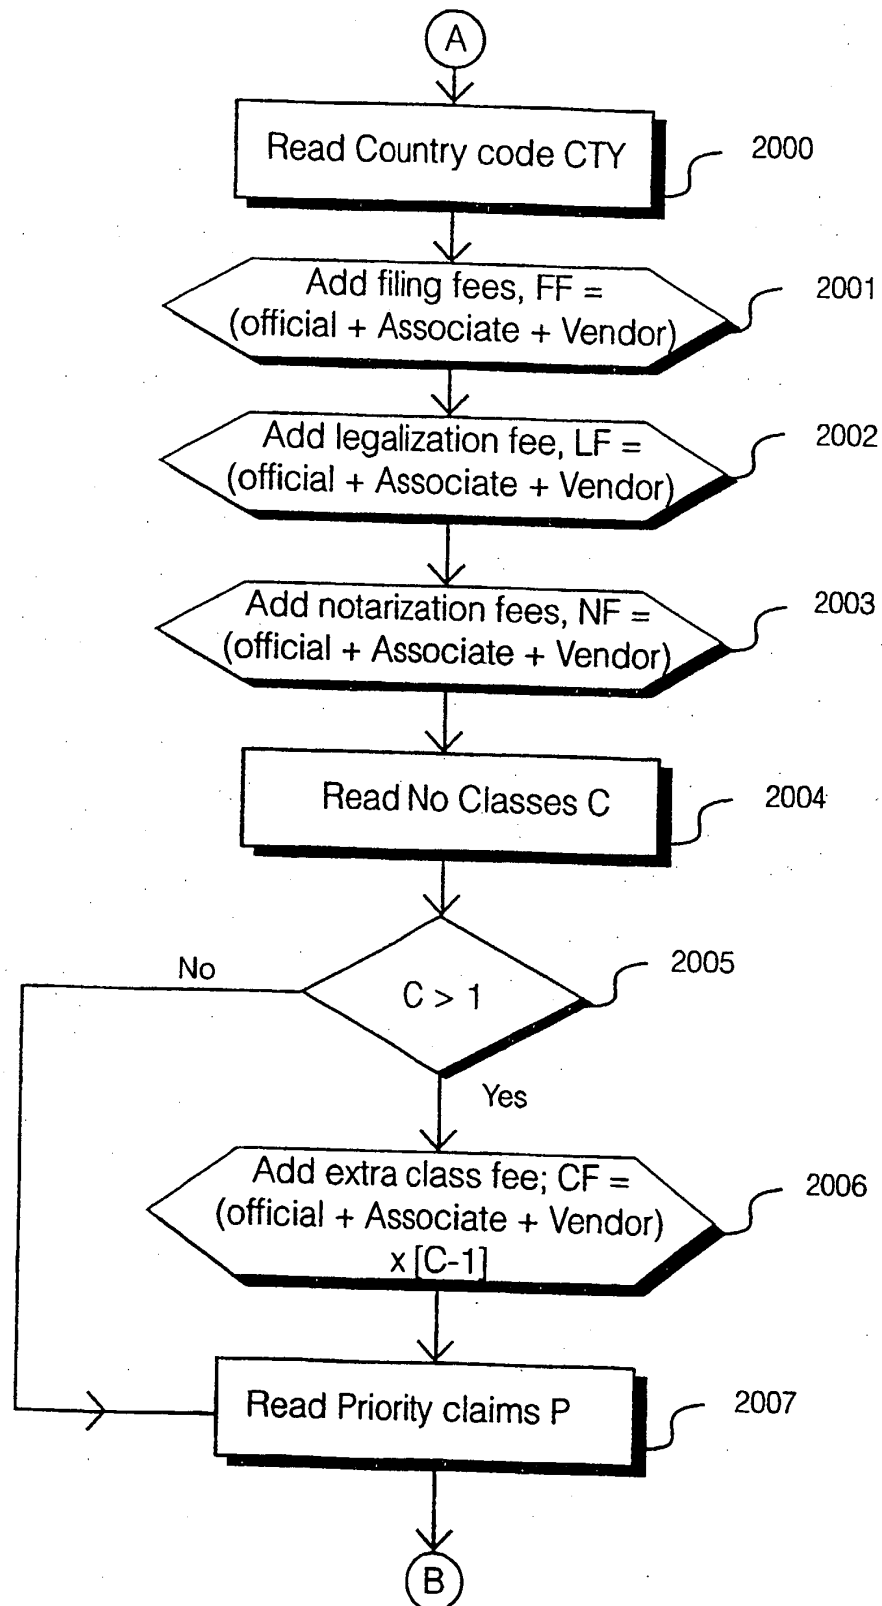 A
Read Country code CTY
2000
Add filing fees, FF =
(official + Associate + Vendor)
2001
Add legalization fee, LF =
(official + Associate + Vendor)
2002
Add notarization fees, NF =
(official + Associate + Vendor)
2003
Read No Classes C
2004
C > 1
2005
No
Yes
Add extra class fee; CF =
(official + Associate + Vendor)
x [C-1]
2006
Read Priority claims P
2007
B